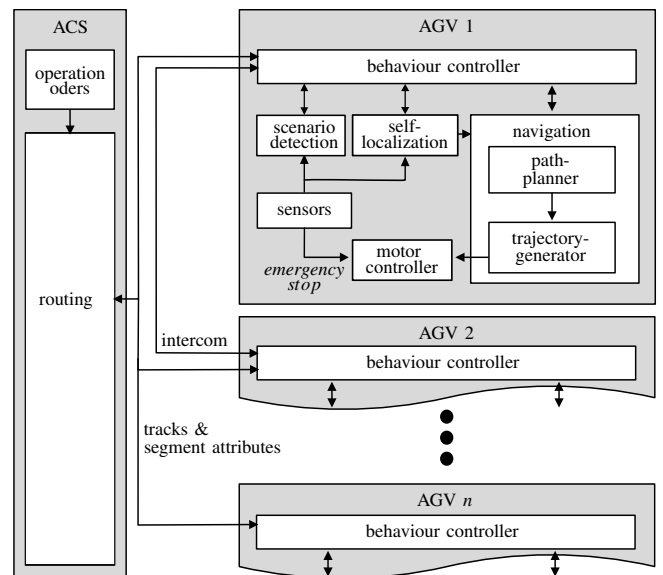 ACS
operation
oders
routing
AGV 1
behaviour controller
scenario
detection
self-
localization
navigation
path-
planner
sensors
trajectory-
generator
motor
controller
emergency
stop
intercom
AGV 2
behaviour controller
tracks &
segment attributes
AGV n
behaviour controller